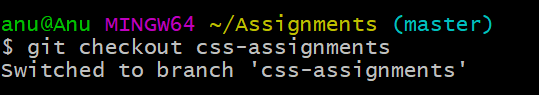 anu@Anu MINGW64 ~/Assignments (master)
$ git checkout css-assignments
Switched to branch 'css-assignments'